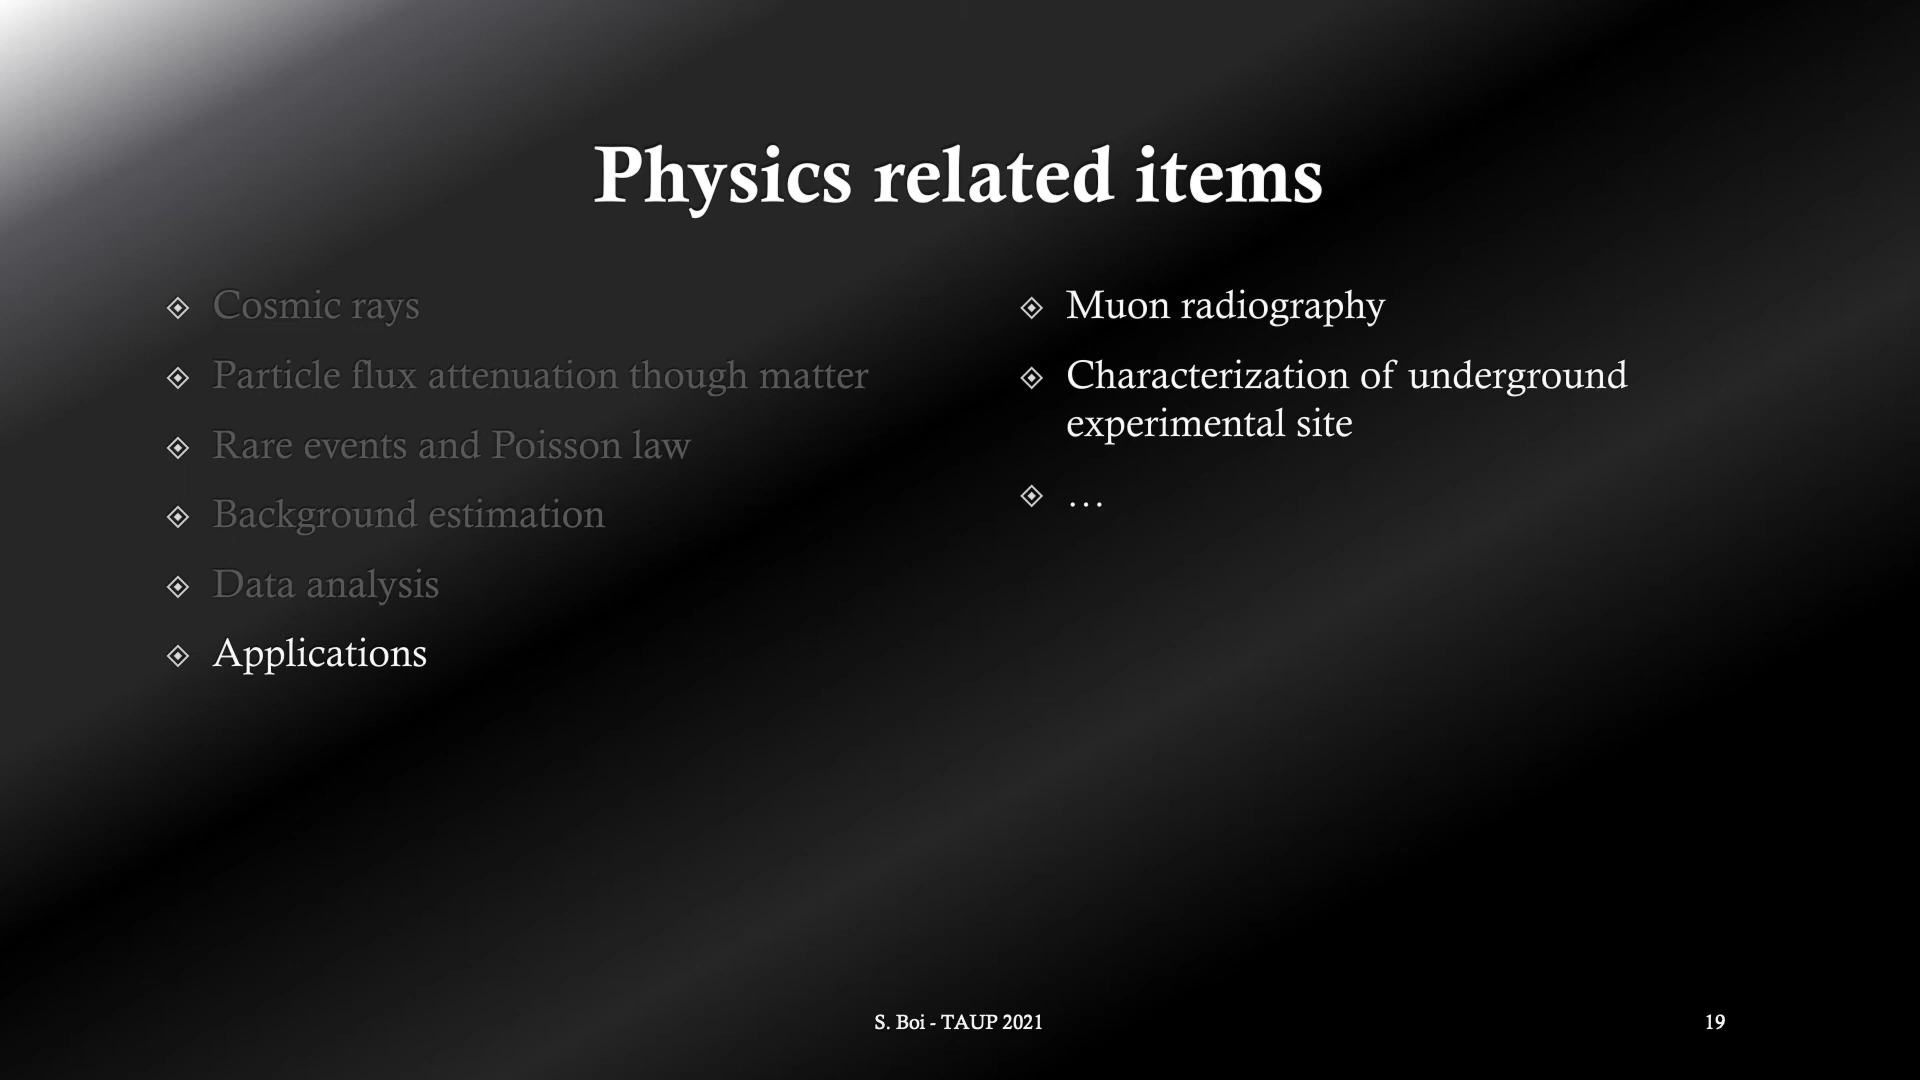 Physics related items
Cosmic rays
Particle flux attenuation though matter
Rare events and Poisson law
Background estimation
Data analysis
Applications
Muon radiography
Characterization of underground
experimental site
…
S. Boi - TAUP 2021
19